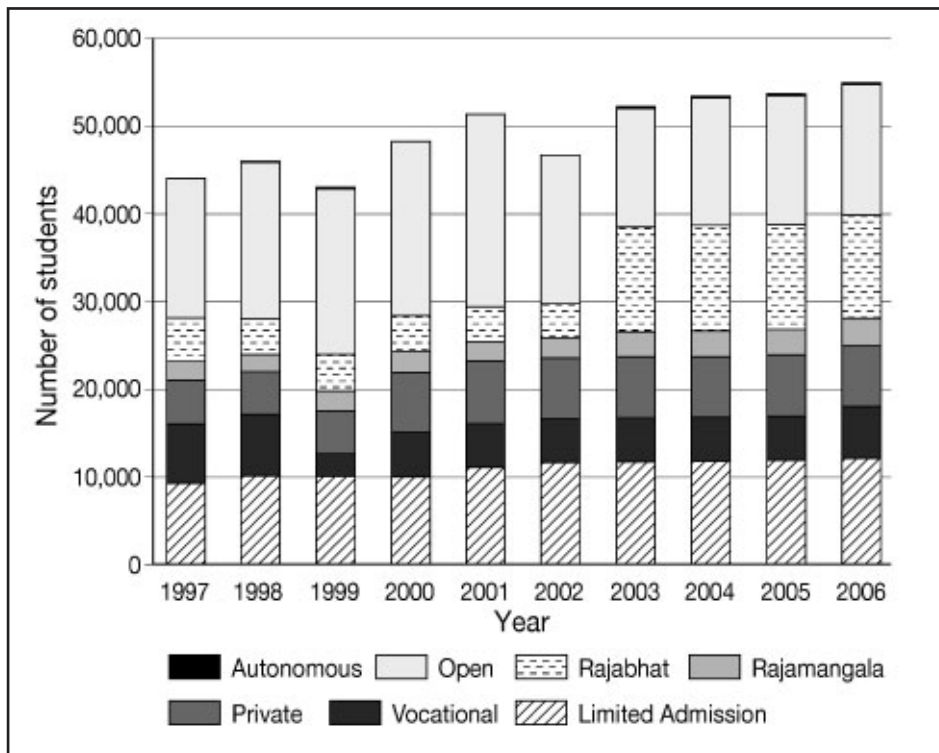 60,000
50,000
40,000
30,000
20,000
10,000
0
Number of students
1997 1998 1999 2000 2001 2002 2003 2004 2005 2006
Year
Autonomous Open Rajabhat Rajamangala
Private Vocational Limited Admission